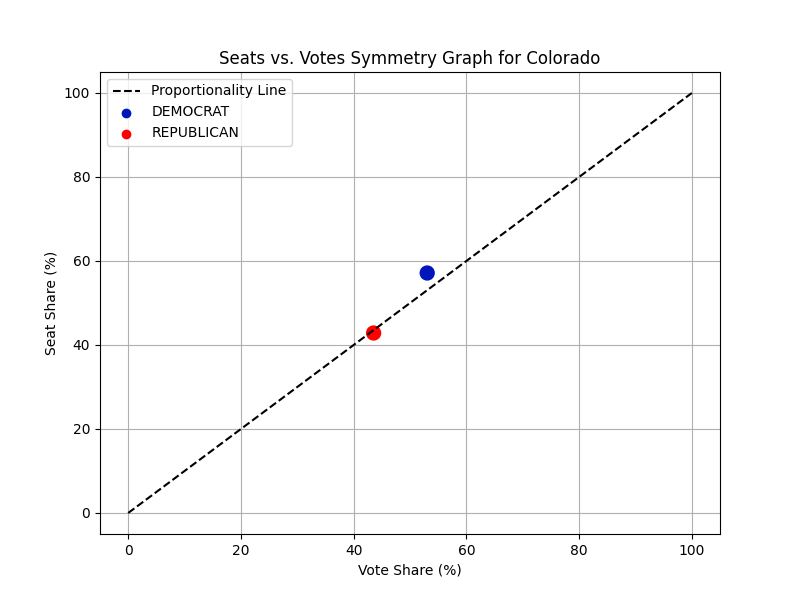 Seats vs. Votes Symmetry Graph for Colorado
Proportionality Line
DEMOCRAT
REPUBLICAN
100
80
60
40
20
0
Seat Share (%)
0 20 40 60 80 100
Vote Share (%)